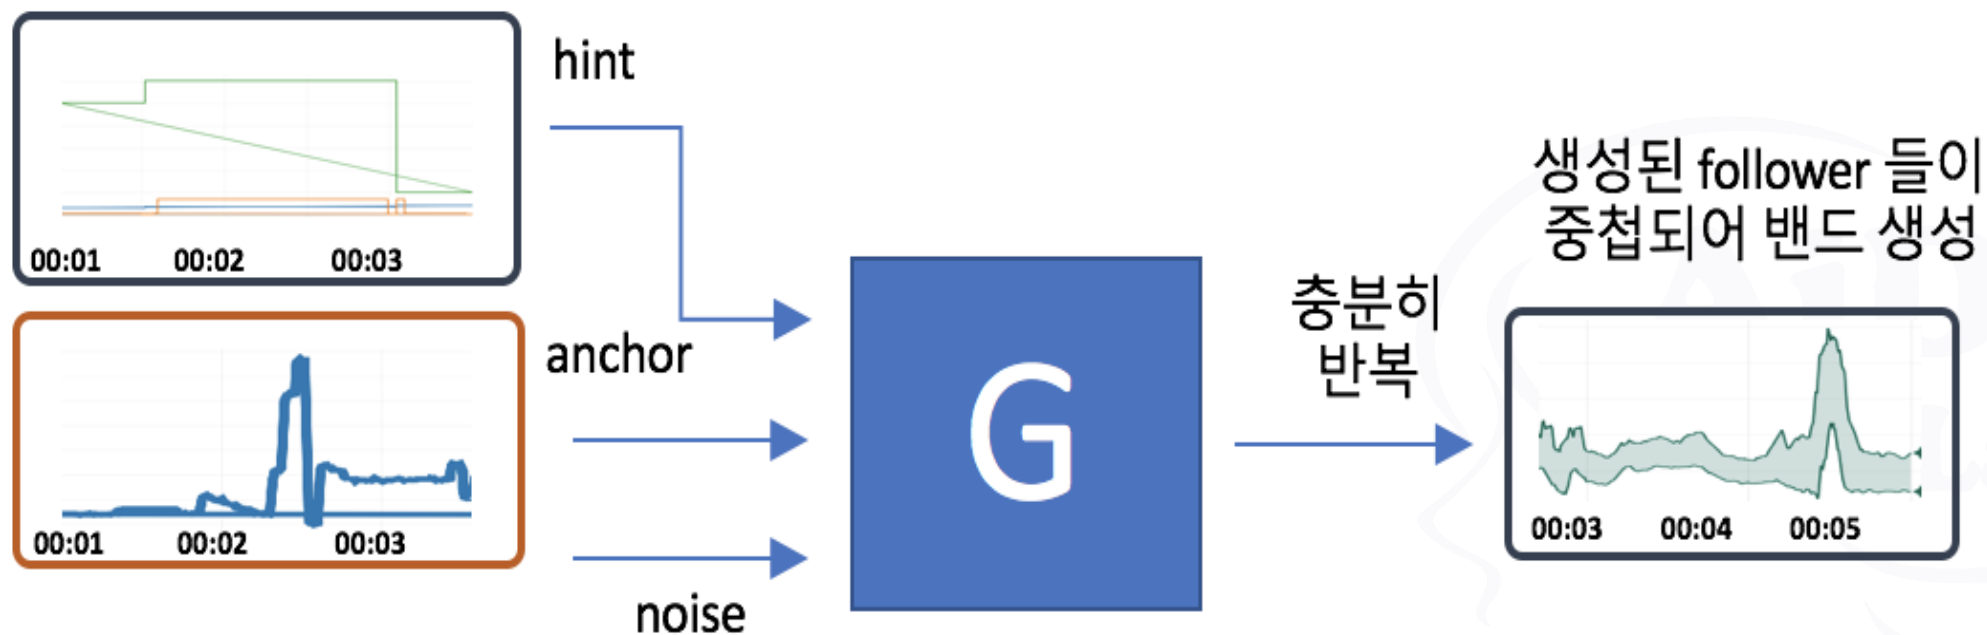 hint
00:01 00:02 00:03
anchor
00:01 00:02 00:03
noise
G
충분히
반복
생성된 follower 들이
중첩되어 밴드 생성
00:03 00:04 00:05